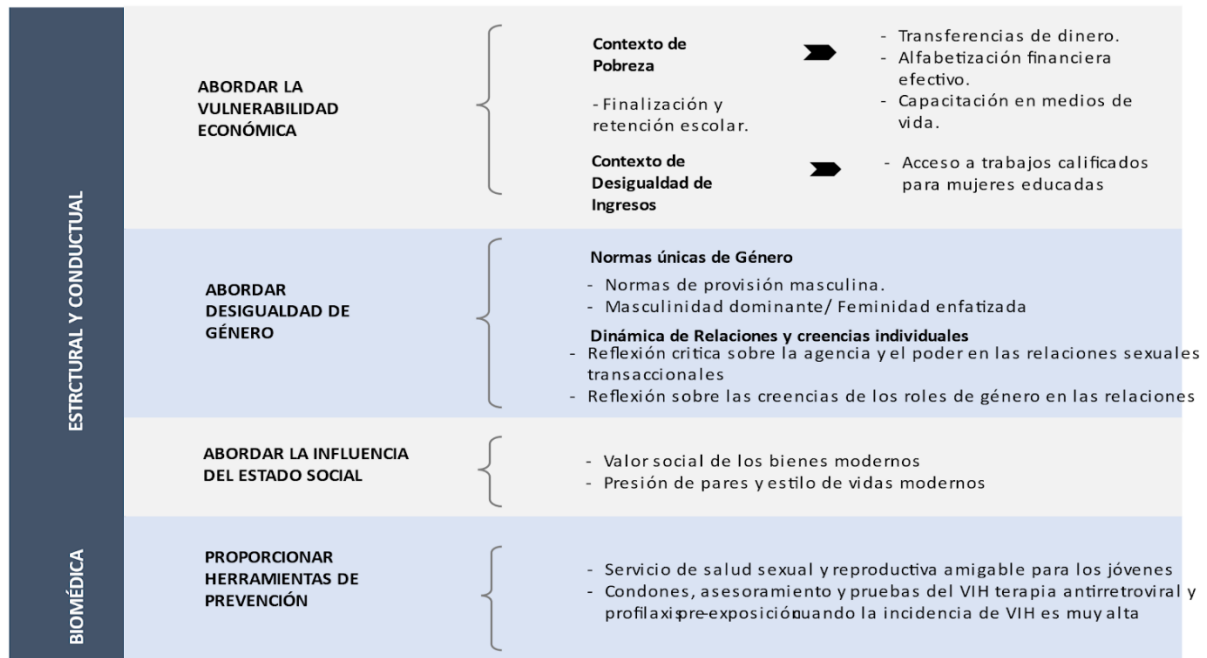 ESTRCTURAL Y CONDUCTUAL
ABORDAR LA
VULNERABILIDAD
ECONÓMICA
Contexto de
Pobreza
- Finalización y
retención escolar.
- Transferencias de dinero.
- Alfabetización financiera
efectivo.
- Capacitación en medios de
vida.
Contexto de
Desigualdad de
Ingresos
- Acceso a trabajos calificados
para mujeres educadas
ABORDAR
DESIGUALDAD DE
GÉNERO
Normas únicas de Género
- Normas de provisión masculina.
- Masculinidad dominante/ Feminidad enfatizada
Dinámica de Relaciones y creencias individuales
- Reflexión critica sobre la agencia y el poder en las relaciones sexuales
transaccionales
- Reflexión sobre las creencias de los roles de género en las relaciones
ABORDAR LA INFLUENCIA
DEL ESTADO SOCIAL
- Valor social de los bienes modernos
- Presión de pares y estilo de vidas modernos
BIOMÉDICA
PROPORCIONAR
HERRAMIENTAS DE
PREVENCIÓN
- Servicio de salud sexual y reproductiva amigable para los jóvenes
- Condones, asesoramiento y pruebas del VIH terapia antirretroviral y
profilaxis pre-exposición cuando la incidencia de VIH es muy alta